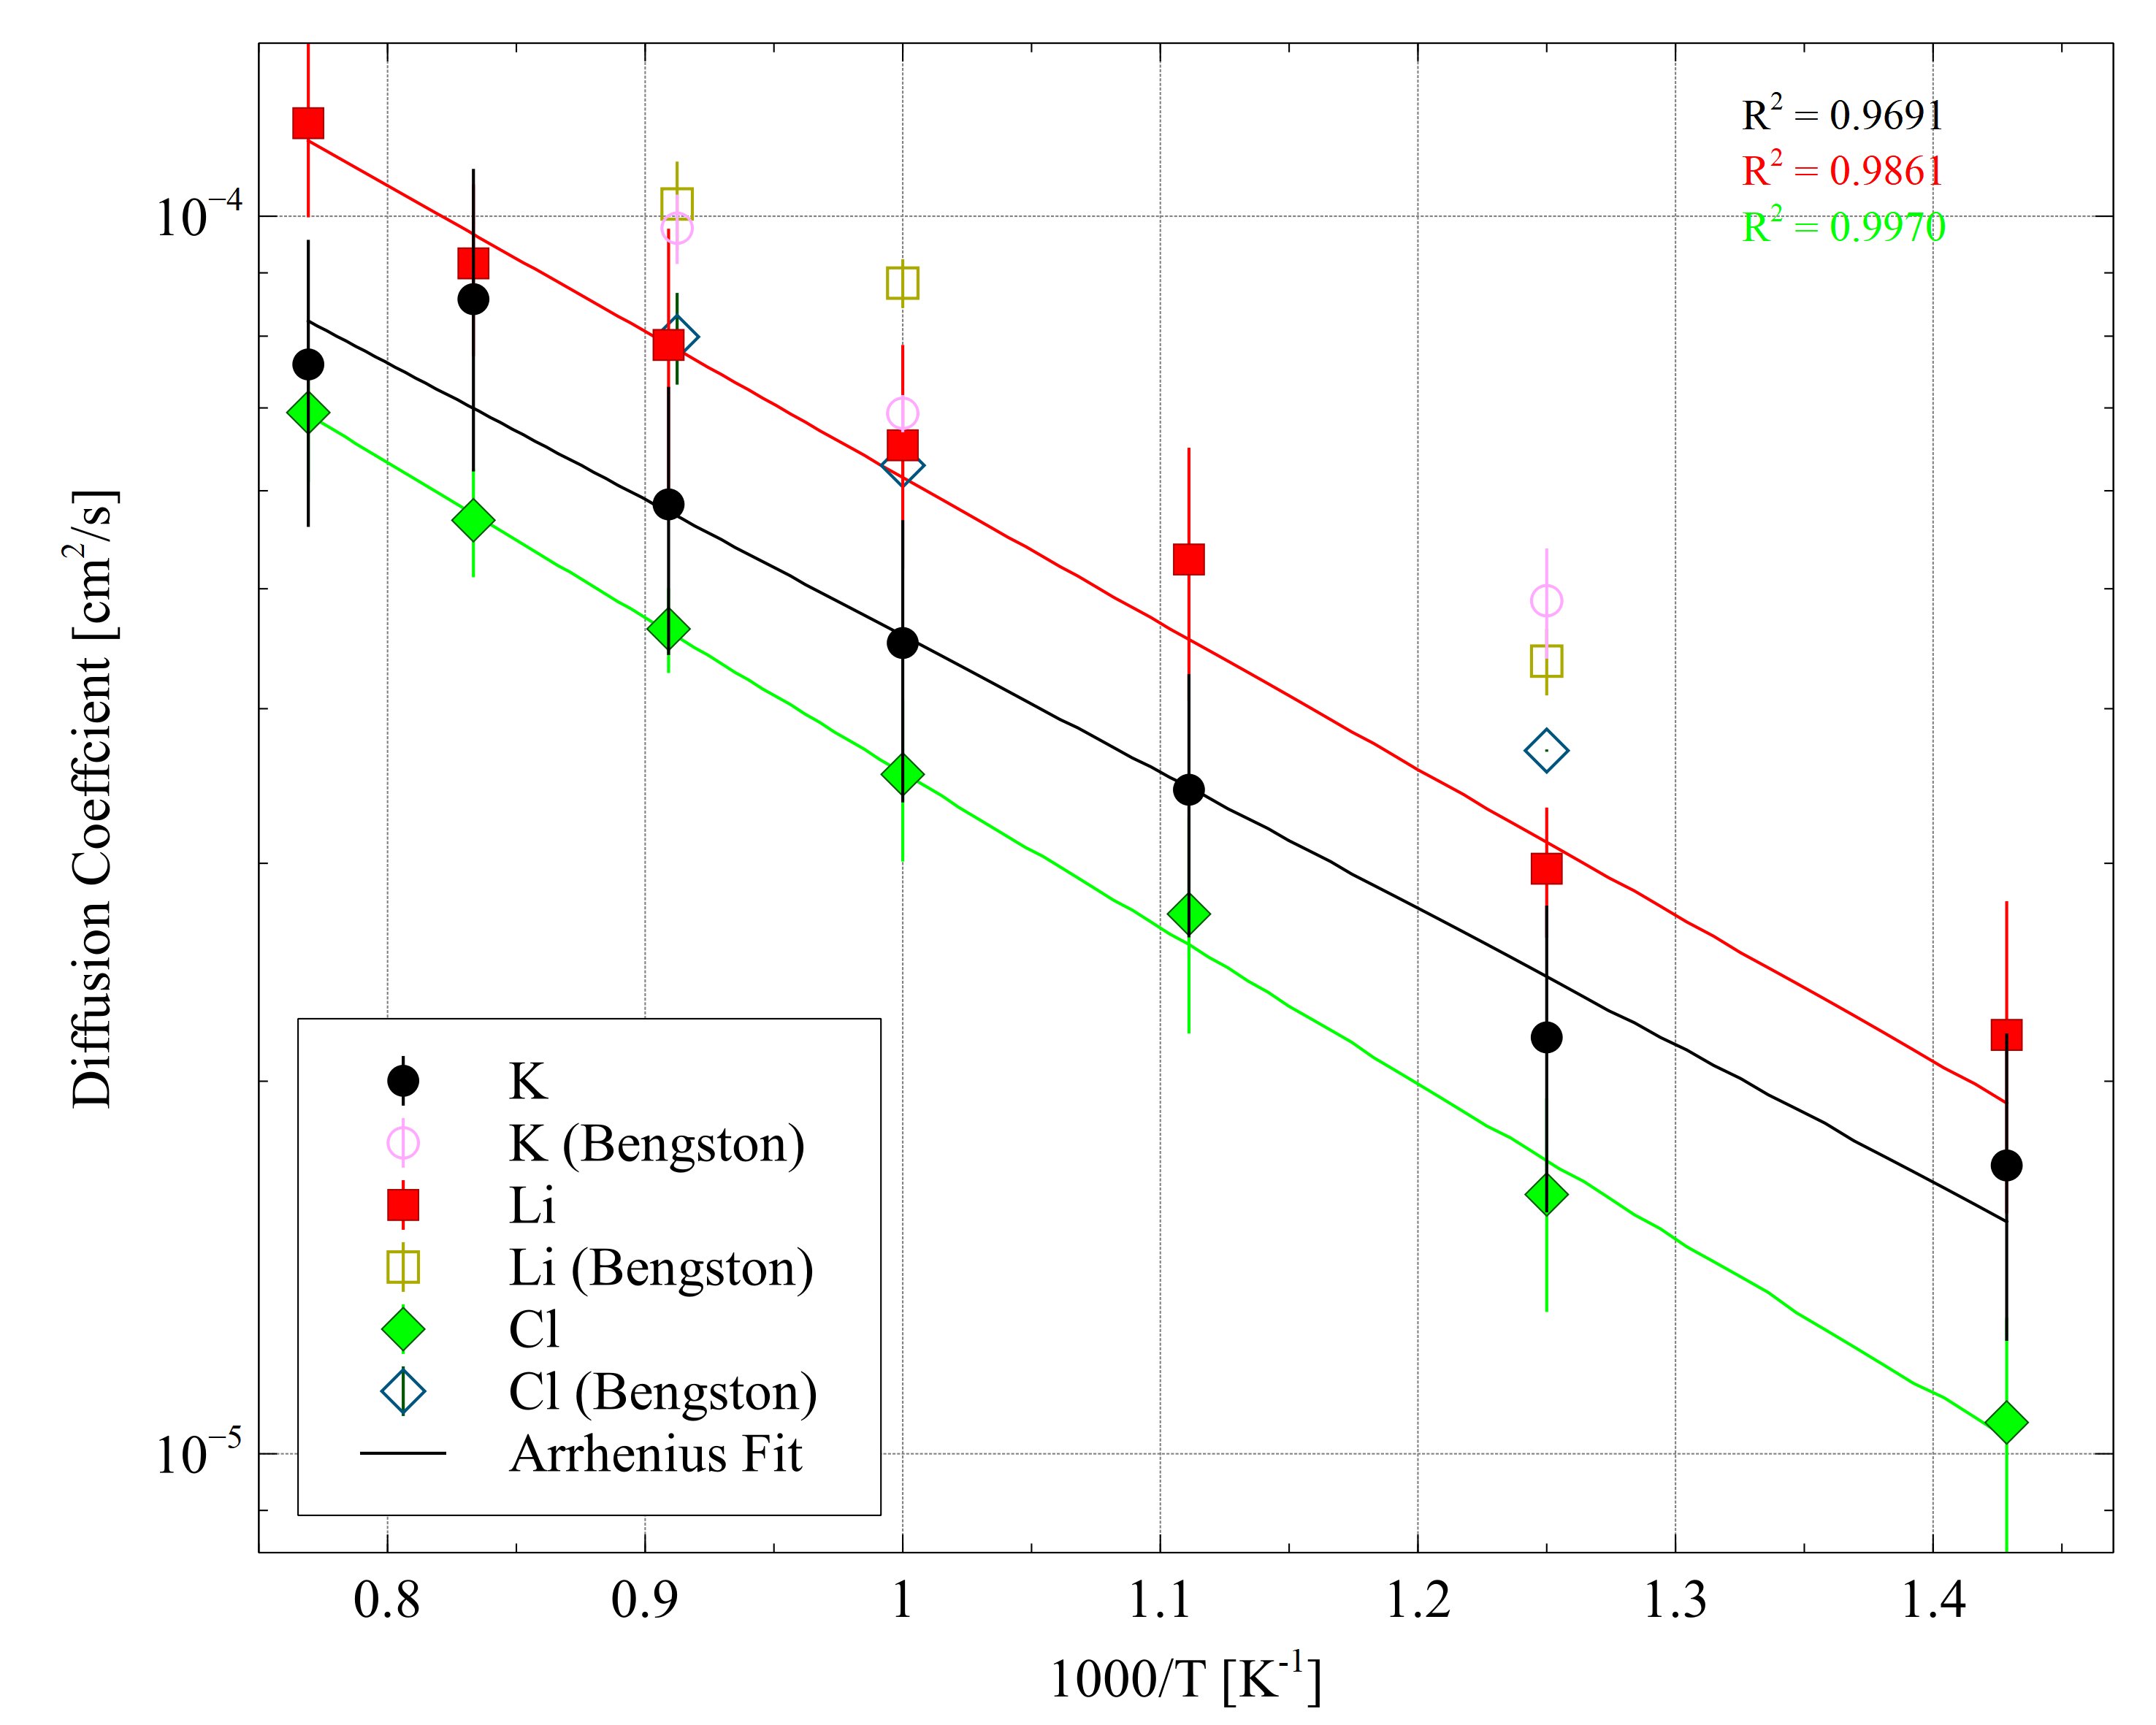 R² = 0.9691
R² = 0.9861
R² = 0.9970
10⁻⁴
10⁻⁵
Diffusion Coeffcient [cm²/s]
K
K (Bengston)
Li
Li (Bengston)
Cl
Cl (Bengston)
Arrhenius Fit
0.8 0.9 1 1.1 1.2 1.3 1.4
1000/T [K⁻¹]